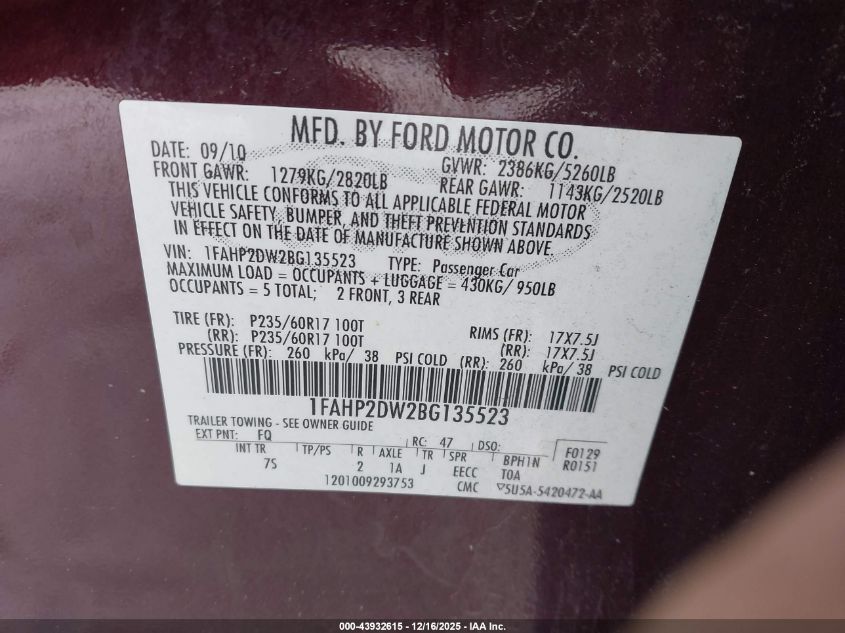 MFD. BY FORD MOTOR CO.
DATE: 09/10 GVWR: 2386KG/5260LB
FRONT GAWR: 1279KG/2820LB REAR GAWR: 1143KG/2520LB
THIS VEHICLE CONFORMS TO ALL APPLICABLE FEDERAL MOTOR
VEHICLE SAFETY, BUMPER, AND THEFT PREVENTION STANDARDS
IN EFFECT ON THE DATE OF MANUFACTURE SHOWN ABOVE.
VIN: 1FAHP2DW2BG135523 TYPE: Passenger Car
MAXIMUM LOAD = OCCUPANTS + LUGGAGE = 430KG/ 950LB
OCCUPANTS = 5 TOTAL; 2 FRONT, 3 REAR
TIRE (FR): P235/60R17 100T RIMS (FR): 17X7.5J
(RR): P235/60R17 100T (RR): 17X7.5J
PRESSURE (FR): 260 kPa/ 38 PSI COLD (RR): 260 kPa/ 38 PSI COLD
1FAHP2DW2BG135523
TRAILER TOWING - SEE OWNER GUIDE
EXT PNT: FQ RC: 47 DSO: F0129
R0151
INT TR TP/PS R AXLE TR SPR BPH1N
7S 2 1A J EECC T0A
1201009293753 CMC 5U5A-5420472-AA
000-43932615 - 12/16/2025 - IAA Inc.